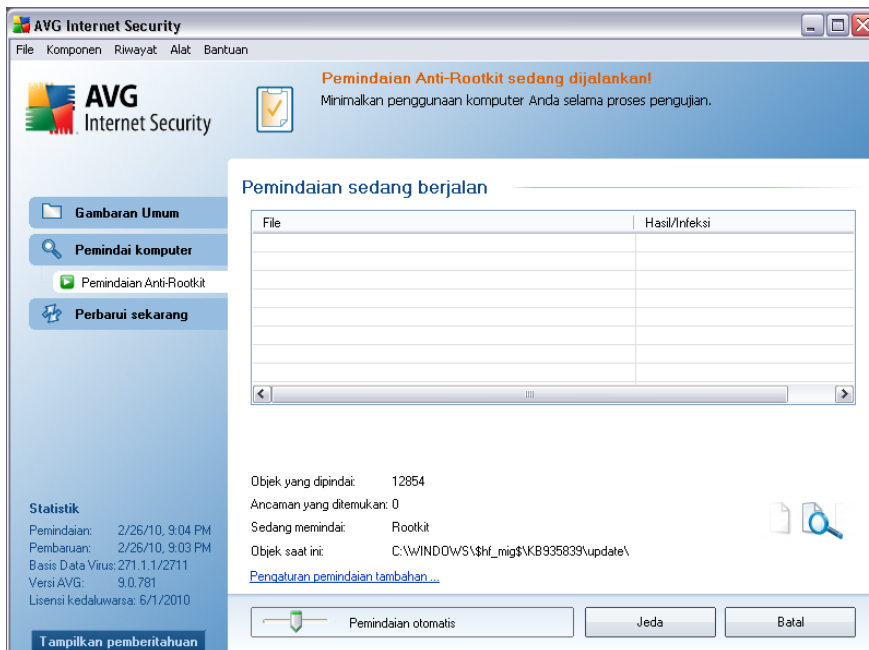 AVG Internet Security
File Komponen Riwayat Alat Bantuan
AVG
Internet Security
Pemindaian Anti-Rootkit sedang dijalankan!
Minimalkan penggunaan komputer Anda selama proses pengujian.
Gambaran Umum
Pemindai komputer
Pemindaian Anti-Rootkit
Perbarui sekarang
Statistik
Pemindaian: 2/26/10, 9:04 PM
Pembaruan: 2/26/10, 9:03 PM
Basis Data Virus: 271.1.1/2711
Versi AVG: 9.0.781
Lisensi kedaluwarsa: 6/1/2010
Tampilkan pemberitahuan
Pemindaian sedang berjalan
File Hasil/Infeksi
Objek yang dipindai: 12854
Ancaman yang ditemukan: 0
Sedang memindai: Rootkit
Objek saat ini: C:\WINDOWS\$hf_mig$\KB935839\update\
Pengaturan pemindaian tambahan ...
Pemindaian otomatis
Jeda
Batal